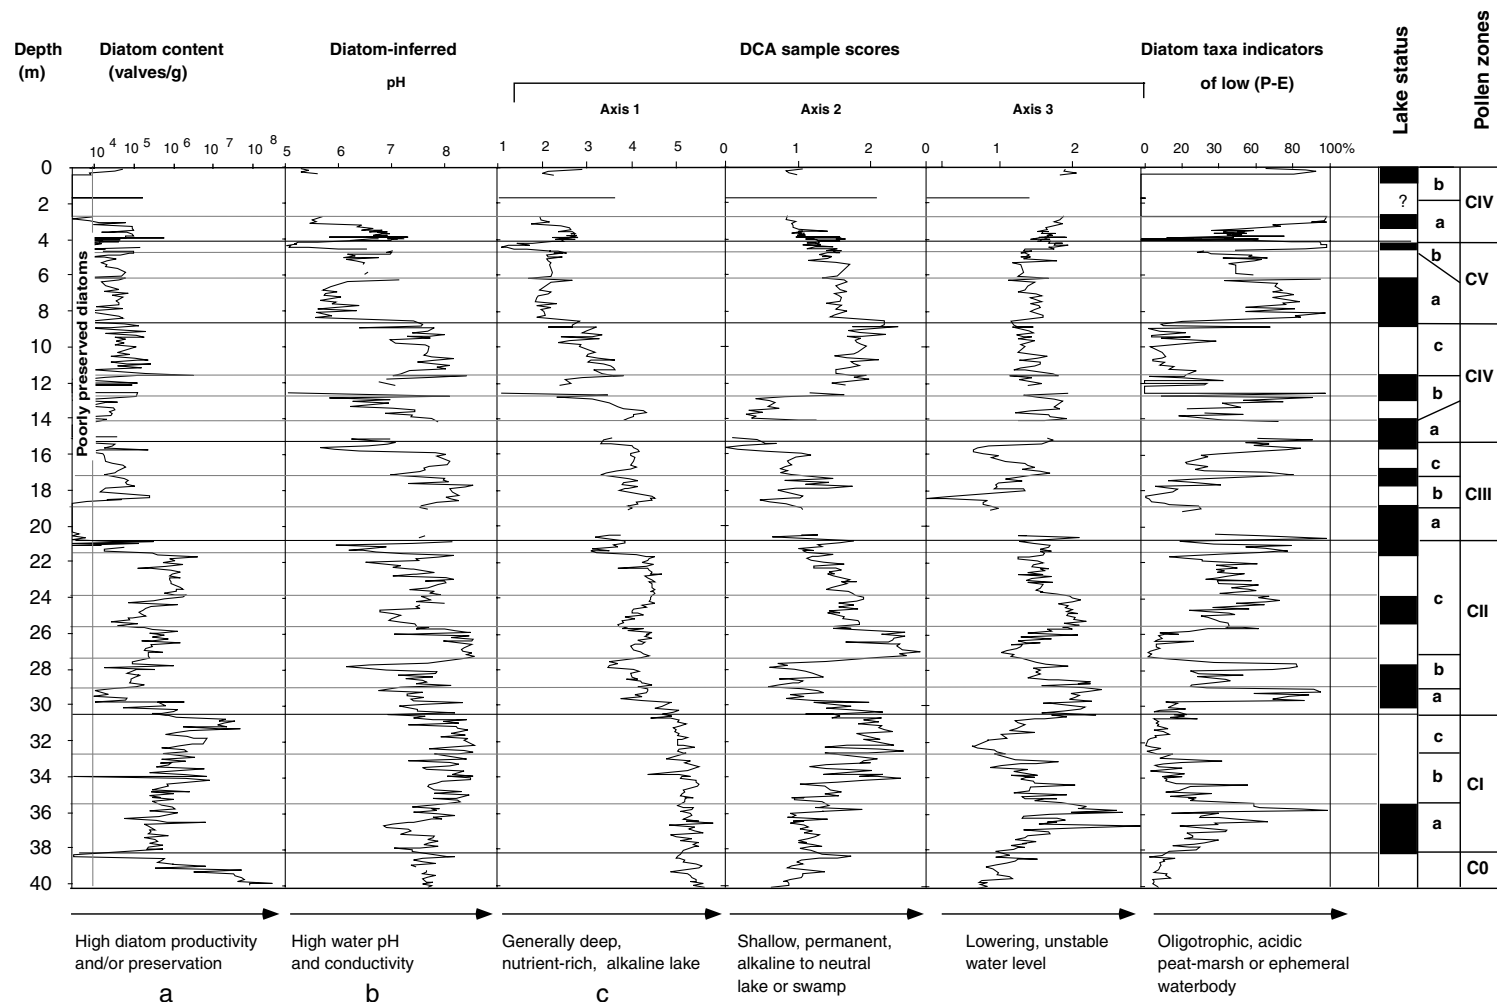 Depth
(m)
Diatom content
(valves/g)
Diatom-inferred
pH
DCA sample scores
Axis 1
Axis 2
Axis 3
Diatom taxa indicators
of low (P-E)
Lake status
Pollen zones
10 4 10 5 10 6 10 7 10 8
5 6 7 8
1 2 3 4 5
0 1 2
0 1 2
0 20 30 40 60 80 100%
0
2
4
6
8
10
12
14
16
18
20
22
24
26
28
30
32
34
36
38
40
Poorly preserved diatoms
?
b
a
b
a
c
b
a
c
b
a
c
b
a
c
b
a
CIV
CV
CIV
CIII
CII
CI
C0
High diatom productivity
and/or preservation
a
High water pH
and conductivity
b
Generally deep,
nutrient-rich, alkaline lake
c
Shallow, permanent,
alkaline to neutral
lake or swamp
Lowering, unstable
water level
Oligotrophic, acidic
peat-marsh or ephemeral
waterbody